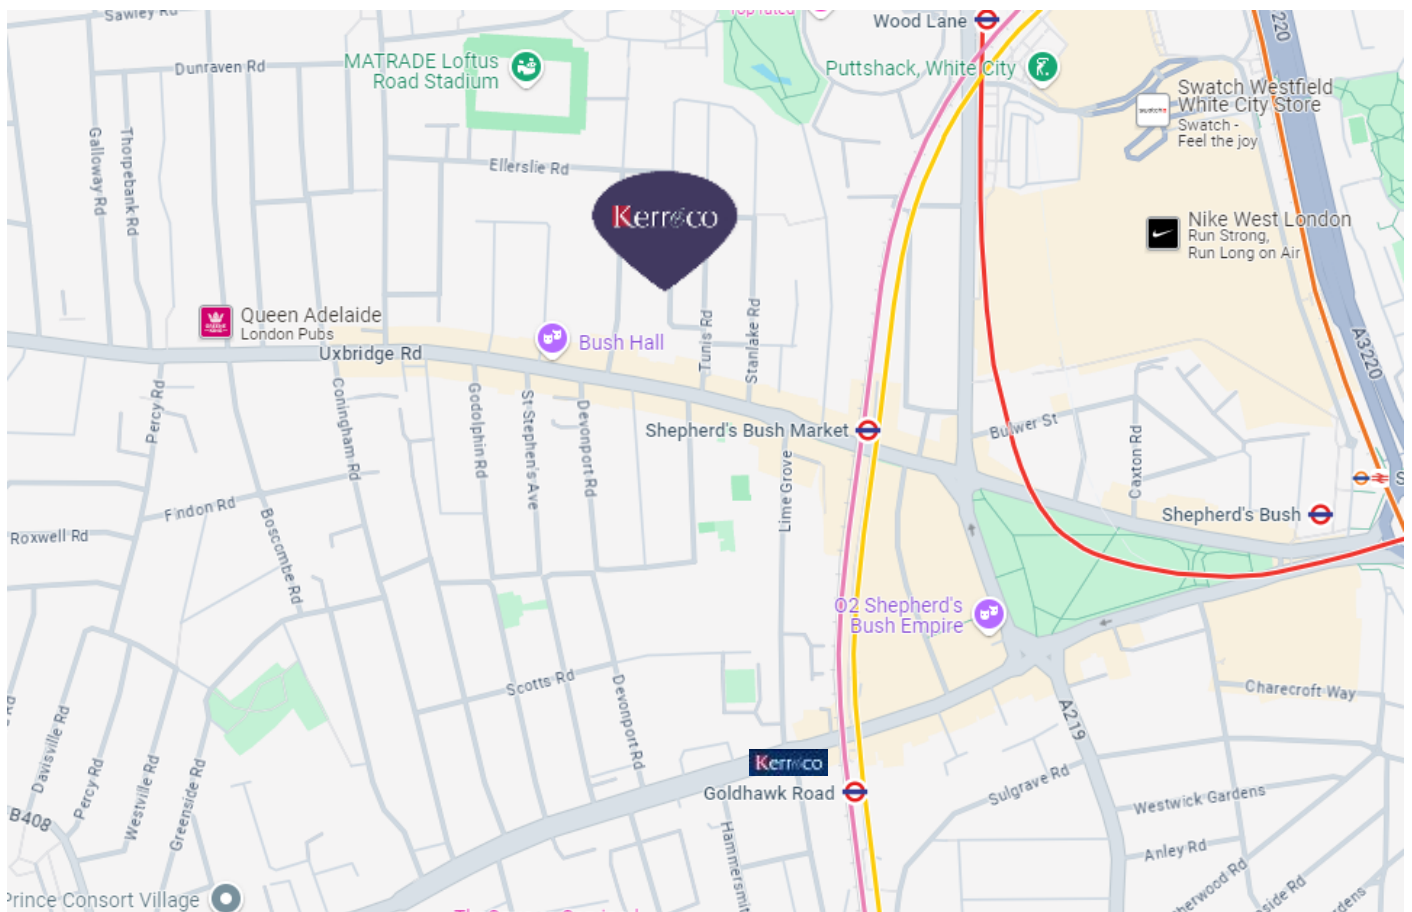 Sawley Rd
Top rated
Wood Lane
A3220
Dunraven Rd
MATRADE Loftus
Road Stadium
Puttshack, White City
Swatch Westfield
White City Store
Swatch -
Feel the joy
Galloway Rd
Thorpebank Rd
Ellerslie Rd
Kerr&co
Nike West London
Run Strong,
Run Long on Air
Queen Adelaide
London Pubs
Uxbridge Rd
Bush Hall
Tunis Rd
Stanlake Rd
A3220
Percy Rd
Coningham Rd
Godolphin Rd
St Stephen's Ave
Devonport Rd
Shepherd's Bush Market
Bulwer St
Caxton Rd
Lime Grove
Findon Rd
Roxwell Rd
Boscombe Rd
Shepherd's Bush
S
O2 Shepherd's
Bush Empire
Scotts Rd
Devonport Rd
Charecroft Way
A219
Davisville Rd
Percy Rd
Westville Rd
Greenside Rd
Kerr&co
Goldhawk Road
Sulgrave Rd
Westwick Gardens
Anley Rd
B408
Hammersmit
Prince Consort Village